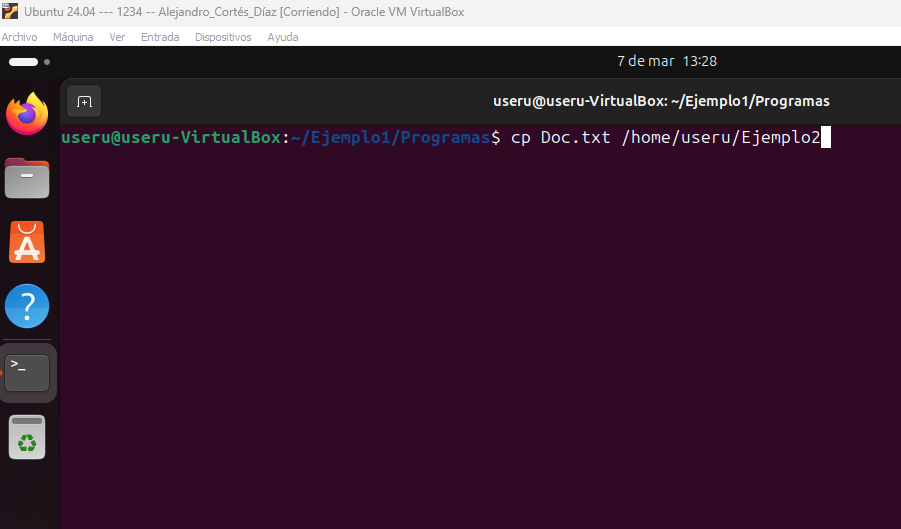 Ubuntu 24.04 --- 1234 -- Alejandro_Cortés_Díaz [Corriendo] - Oracle VM VirtualBox
Archivo Máquina Ver Entrada Dispositivos Ayuda
7 de mar 13:28
useru@useru-VirtualBox: ~/Ejemplo1/Programas
useru@useru-VirtualBox:~/Ejemplo1/Programas$ cp Doc.txt /home/useru/Ejemplo2